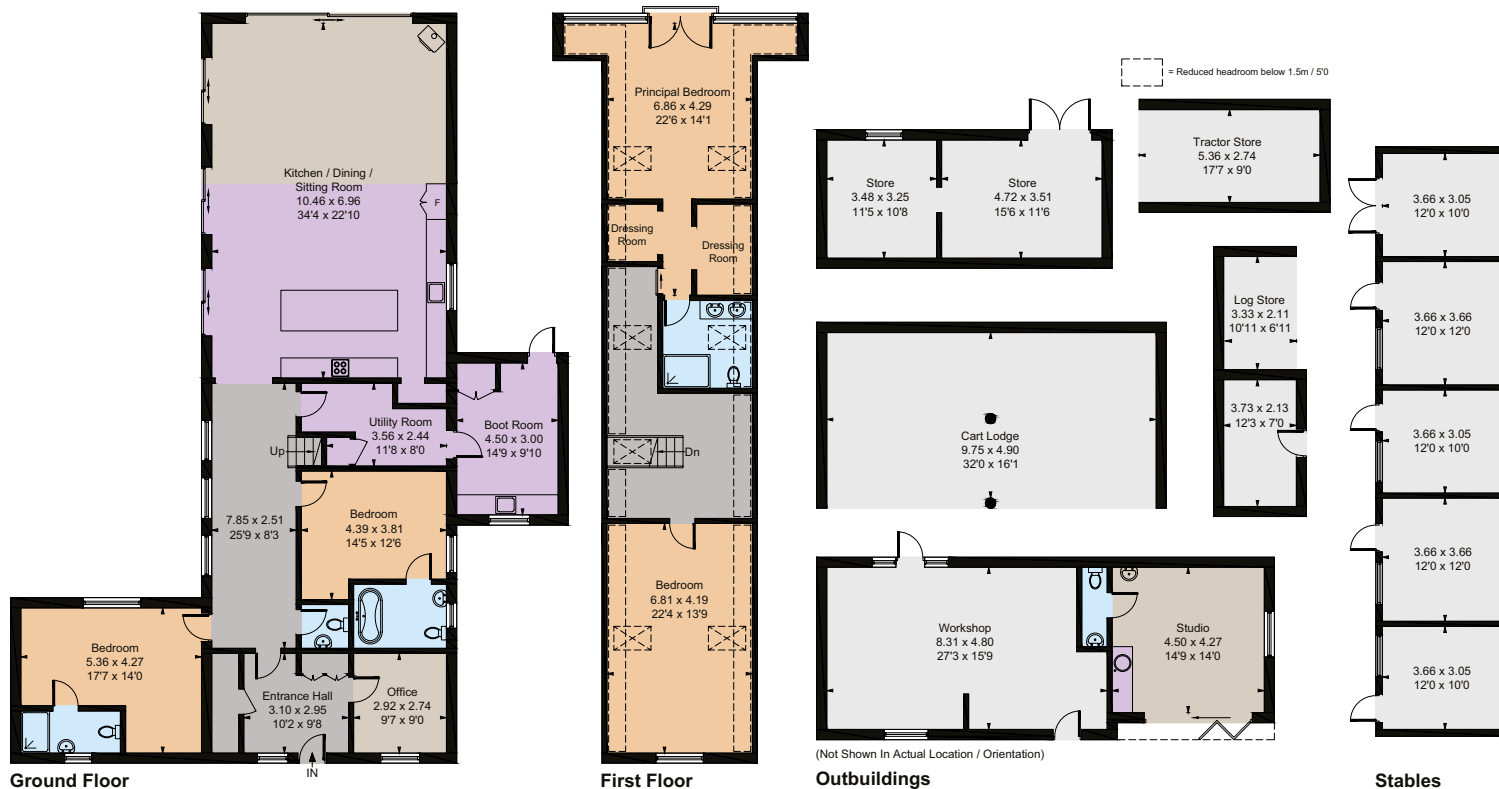 Kitchen / Dining /
Sitting Room
10.46 x 6.96
34'4 x 22'10
F
Utility Room
3.56 x 2.44
11'8 x 8'0
Boot Room
4.50 x 3.00
14'9 x 9'10
Up
7.85 x 2.51
25'9 x 8'3
Bedroom
4.39 x 3.81
14'5 x 12'6
Bedroom
5.36 x 4.27
17'7 x 14'0
Entrance Hall
3.10 x 2.95
10'2 x 9'8
Office
2.92 x 2.74
9'7 x 9'0
IN
Ground Floor
Principal Bedroom
6.86 x 4.29
22'6 x 14'1
Dressing
Room
Dressing
Room
Dn
Bedroom
6.81 x 4.19
22'4 x 13'9
First Floor
= Reduced headroom below 1.5m / 5'0
Store
3.48 x 3.25
11'5 x 10'8
Store
4.72 x 3.51
15'6 x 11'6
Tractor Store
5.36 x 2.74
17'7 x 9'0
Log Store
3.33 x 2.11
10'11 x 6'11
3.73 x 2.13
12'3 x 7'0
Cart Lodge
9.75 x 4.90
32'0 x 16'1
Workshop
8.31 x 4.80
27'3 x 15'9
Studio
4.50 x 4.27
14'9 x 14'0
(Not Shown In Actual Location / Orientation)
Outbuildings
3.66 x 3.05
12'0 x 10'0
3.66 x 3.66
12'0 x 12'0
3.66 x 3.05
12'0 x 10'0
3.66 x 3.66
12'0 x 12'0
3.66 x 3.05
12'0 x 10'0
Stables